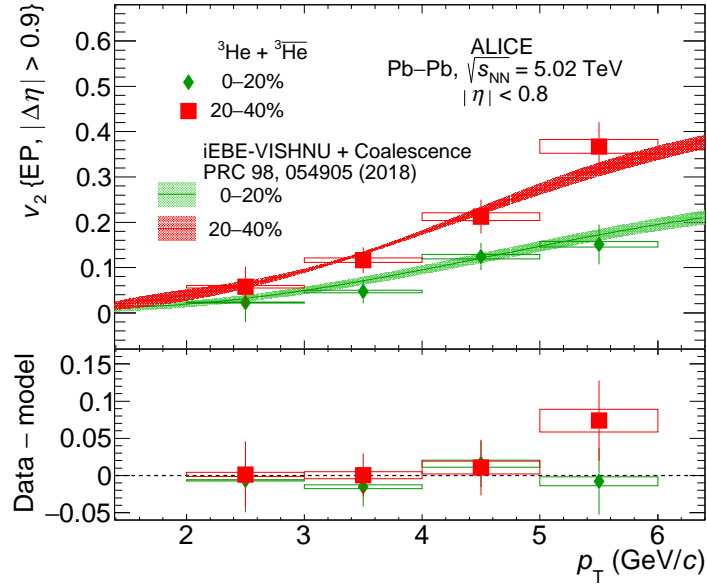 v₂ {EP, |Δη| > 0.9}
0.6
0.5
0.4
0.3
0.2
0.1
0
³He + ³H̅e̅
0–20%
20–40%
ALICE
Pb–Pb, √s_NN = 5.02 TeV
|η| < 0.8
iEBE-VISHNU + Coalescence
PRC 98, 054905 (2018)
0–20%
20–40%
Data – model
0.15
0.1
0.05
0
−0.05
2
3
4
5
6
p_T (GeV/c)